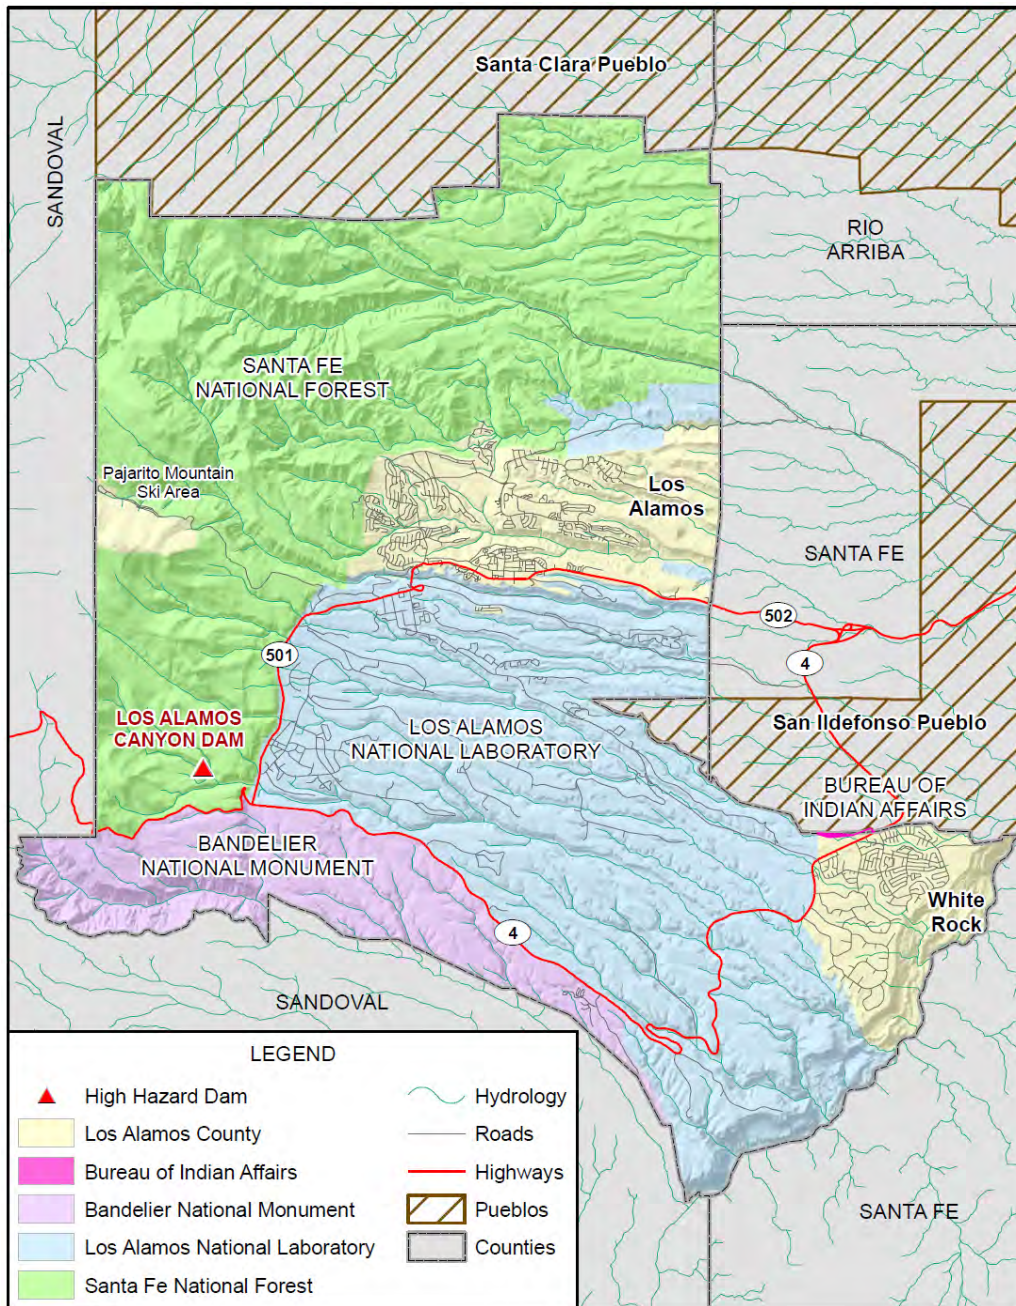 Santa Clara Pueblo
SANDOVAL
RIO
ARRIBA
SANTA FE
NATIONAL FOREST
Pajarito Mountain
Ski Area
Los
Alamos
SANTA FE
502
501
4
LOS ALAMOS
CANYON DAM
LOS ALAMOS
NATIONAL LABORATORY
San Ildefonso Pueblo
BUREAU OF
INDIAN AFFAIRS
BANDELIER
NATIONAL MONUMENT
White
Rock
4
SANDOVAL
SANTA FE
LEGEND
High Hazard Dam
Los Alamos County
Bureau of Indian Affairs
Bandelier National Monument
Los Alamos National Laboratory
Santa Fe National Forest
Hydrology
Roads
Highways
Pueblos
Counties